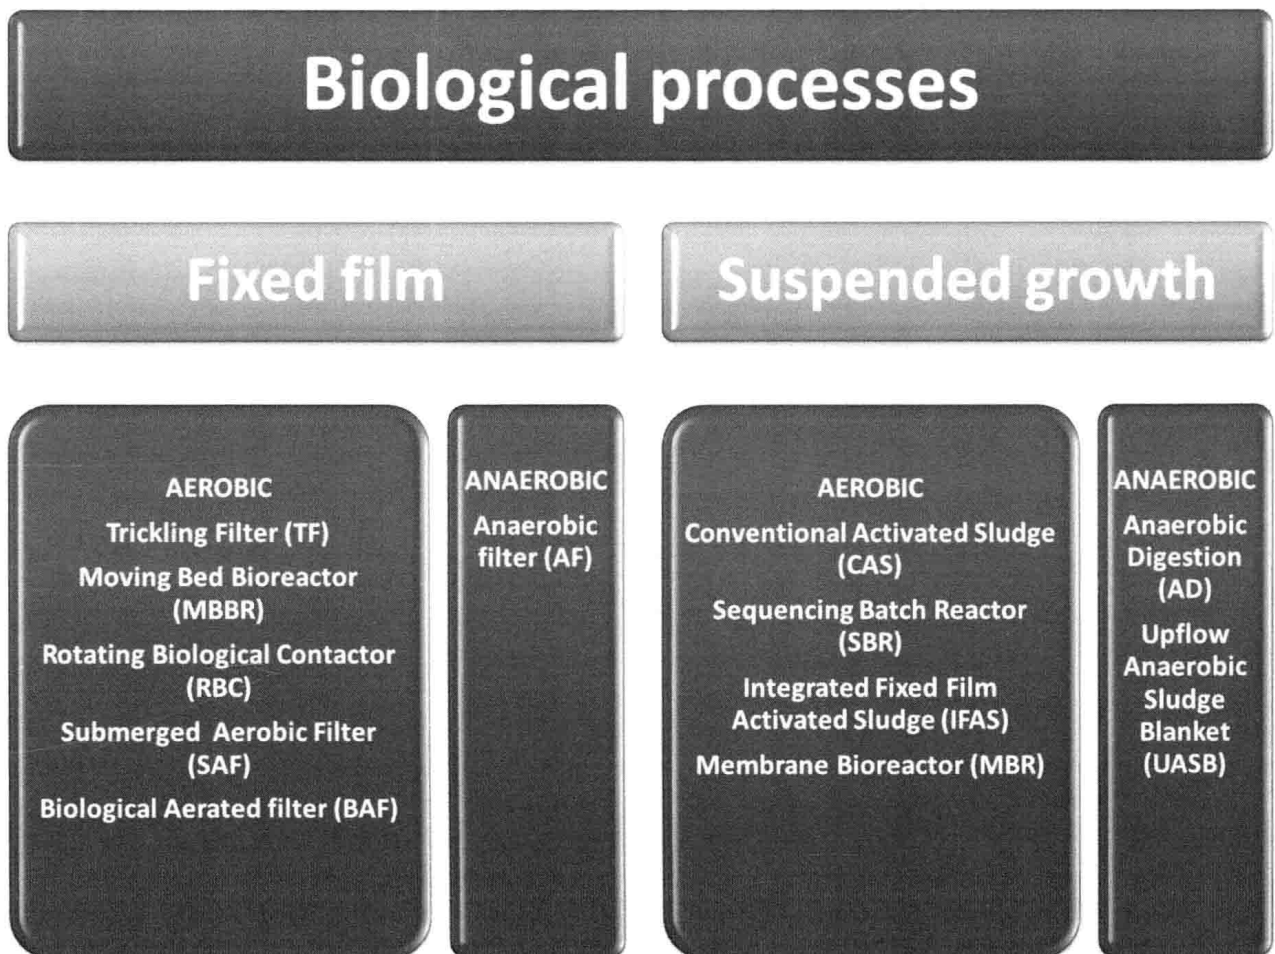 Biological processes
Fixed film
Suspended growth
AEROBIC
Trickling Filter (TF)
Moving Bed Bioreactor
(MBBR)
Rotating Biological Contactor
(RBC)
Submerged Aerobic Filter
(SAF)
Biological Aerated filter (BAF)
ANAEROBIC
Anaerobic
filter (AF)
AEROBIC
Conventional Activated Sludge
(CAS)
Sequencing Batch Reactor
(SBR)
Integrated Fixed Film
Activated Sludge (IFAS)
Membrane Bioreactor (MBR)
ANAEROBIC
Anaerobic
Digestion
(AD)
Upflow
Anaerobic
Sludge
Blanket
(UASB)